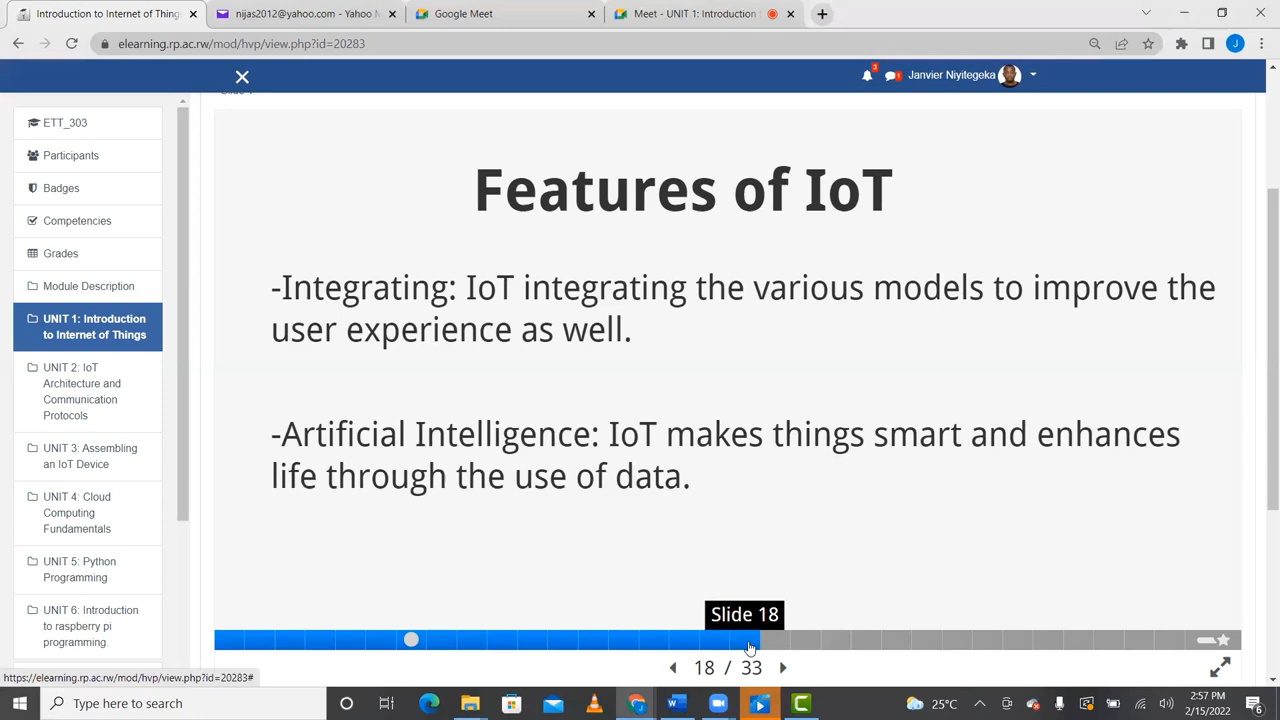 Introduction to Internet of Things
nijas2012@yahoo.com - Yahoo M
Google Meet
Meet - UNIT 1: Introduction
elearning.rp.ac.rw/mod/hvp/view.php?id=20283
J
3
1
Janvier Niyitegeka
ETT_303
Participants
Badges
Competencies
Grades
Module Description
UNIT 1: Introduction
to Internet of Things
UNIT 2: IoT
Architecture and
Communication
Protocols
UNIT 3: Assembling
an IoT Device
UNIT 4: Cloud
Computing
Fundamentals
UNIT 5: Python
Programming
UNIT 6: Introduction
to raspberry pi
programming.
Features of IoT
-Integrating: IoT integrating the various models to improve the
user experience as well.
-Artificial Intelligence: IoT makes things smart and enhances
life through the use of data.
Slide 18
18 / 33
https://elearning.rp.ac.rw/mod/hvp/view.php?id=20283#
Type here to search
25°C
2:57 PM
2/15/2022
6